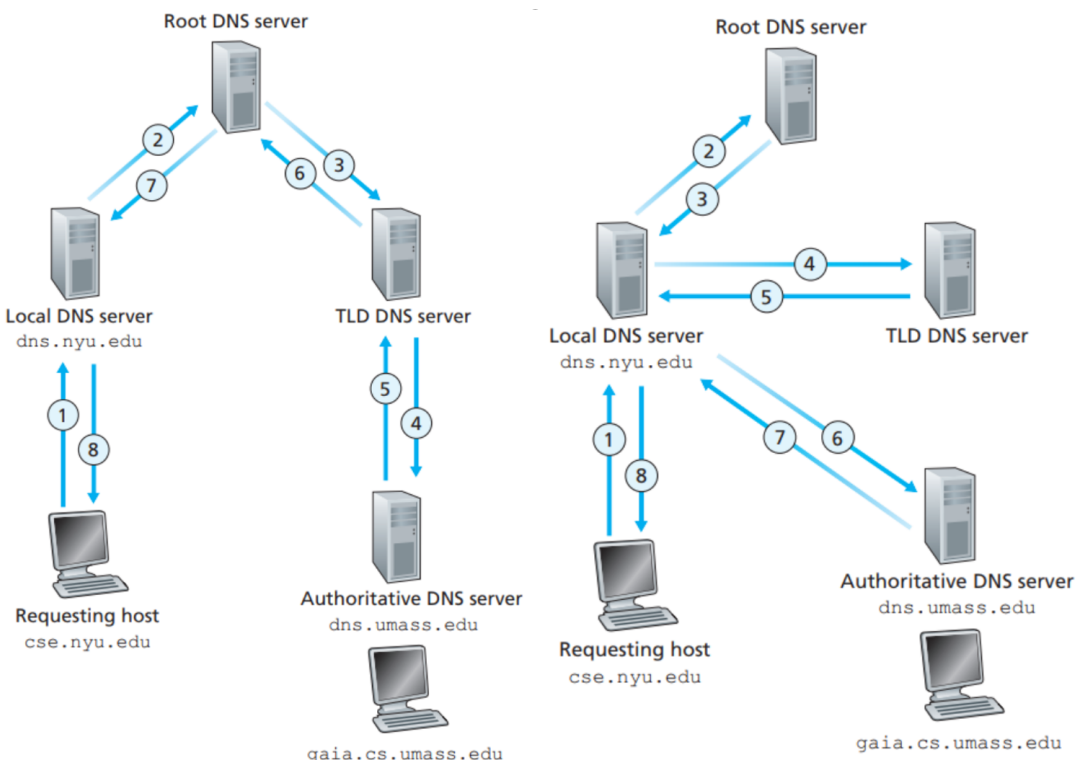 Root DNS server
2
7
3
6
Local DNS server
dns.nyu.edu
TLD DNS server
1
8
5
4
Requesting host
cse.nyu.edu
Authoritative DNS server
dns.umass.edu
gaia.cs.umass.edu
Root DNS server
2
3
4
5
Local DNS server
dns.nyu.edu
TLD DNS server
1
8
7
6
Requesting host
cse.nyu.edu
Authoritative DNS server
dns.umass.edu
gaia.cs.umass.edu